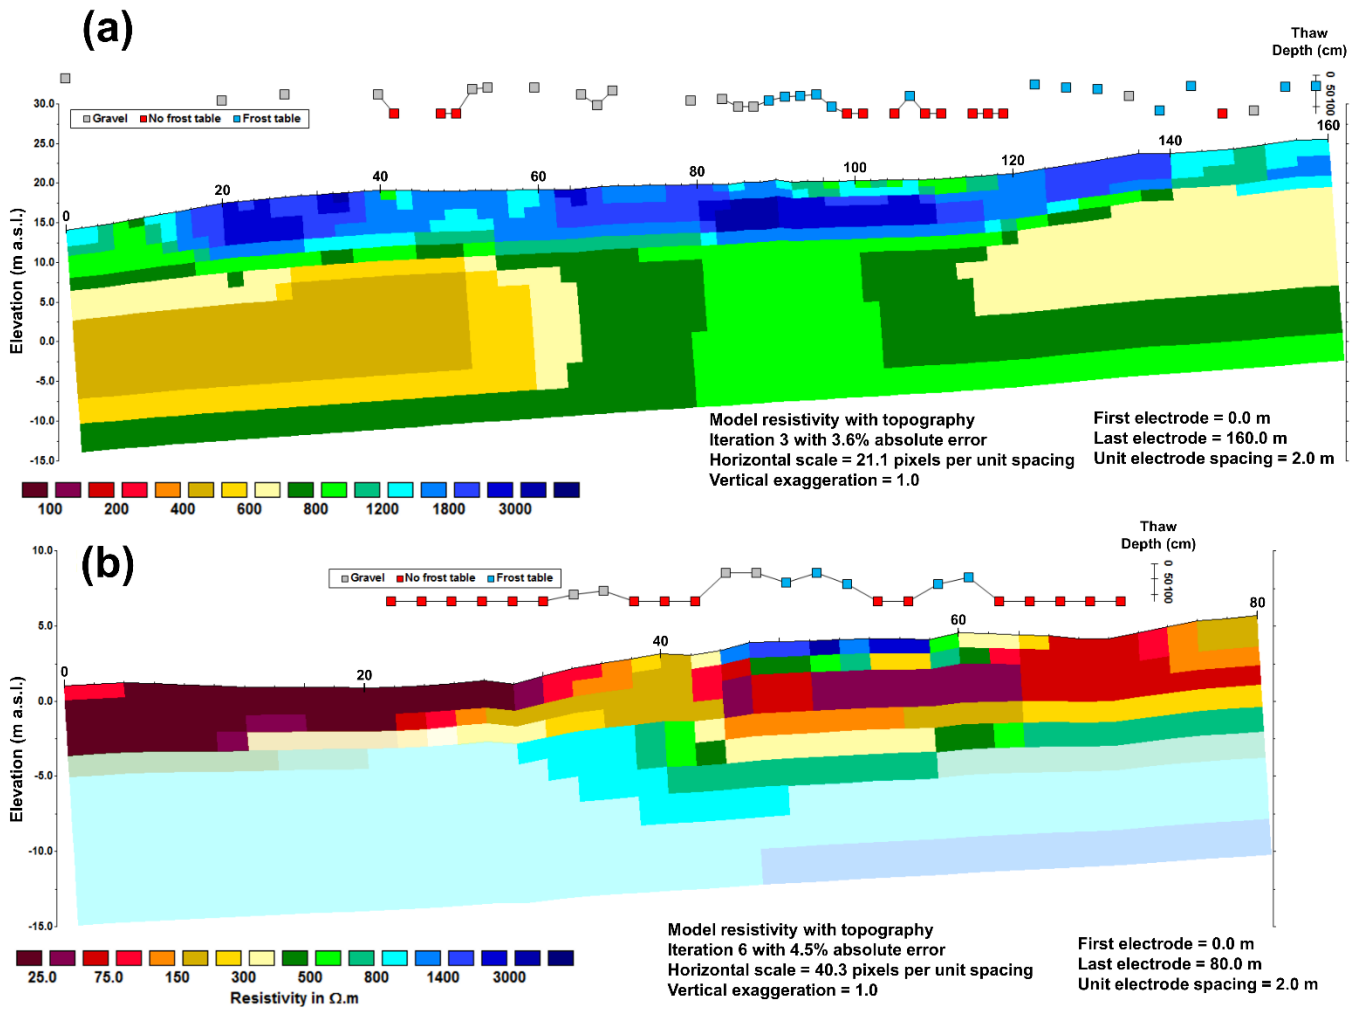 (a)
Thaw
Depth (cm)
0
50
100
Gravel
No frost table
Frost table
30.0
25.0
20.0
15.0
10.0
5.0
0.0
-5.0
-10.0
-15.0
Elevation (m a.s.l.)
0
20
40
60
80
100
120
140
160
Model resistivity with topography
Iteration 3 with 3.6% absolute error
Horizontal scale = 21.1 pixels per unit spacing
Vertical exaggeration = 1.0
First electrode = 0.0 m
Last electrode = 160.0 m
Unit electrode spacing = 2.0 m
100 200 400 600 800 1200 1800 3000
(b)
Thaw
Depth (cm)
0
50
100
Gravel
No frost table
Frost table
10.0
5.0
0.0
-5.0
-10.0
-15.0
Elevation (m a.s.l.)
0
20
40
60
80
Model resistivity with topography
Iteration 6 with 4.5% absolute error
Horizontal scale = 40.3 pixels per unit spacing
Vertical exaggeration = 1.0
First electrode = 0.0 m
Last electrode = 80.0 m
Unit electrode spacing = 2.0 m
25.0 75.0 150 300 500 800 1400 3000
Resistivity in Ω.m